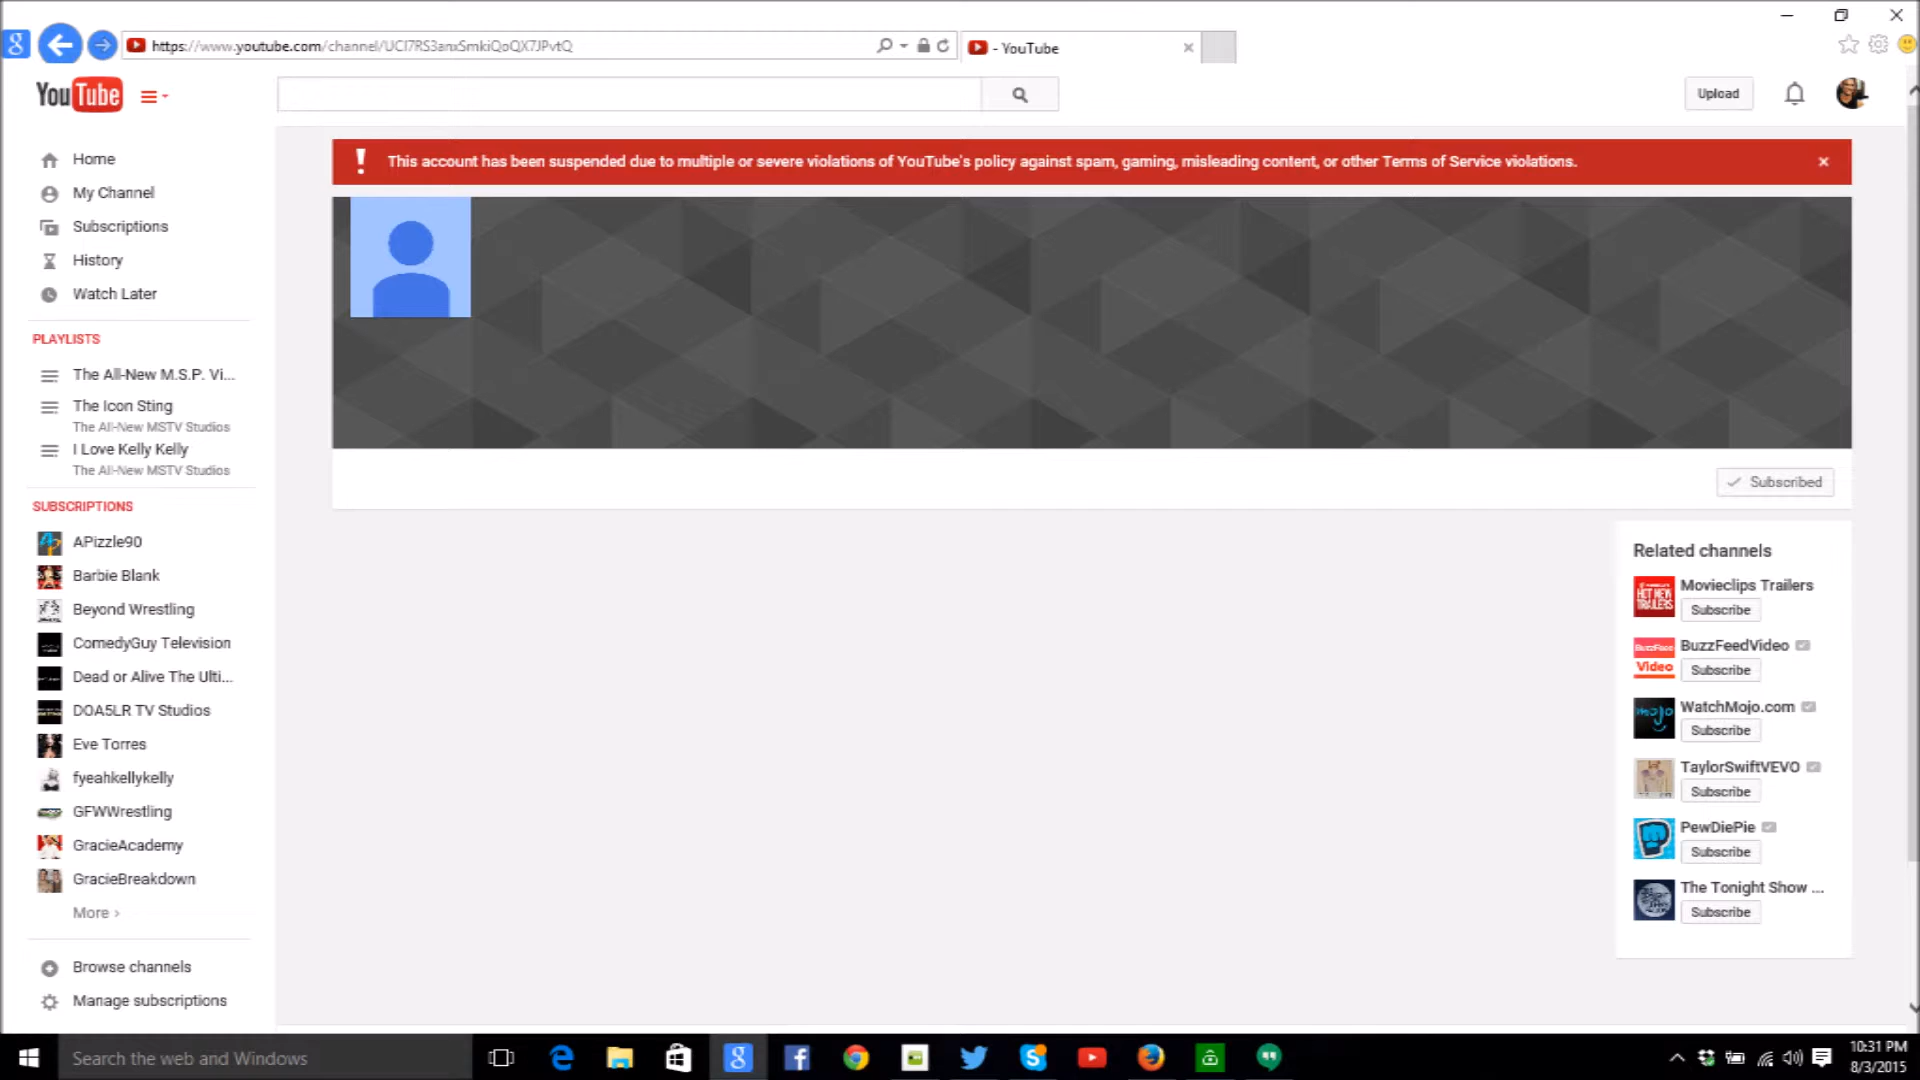 https://www.youtube.com/channel/UCI7RS3anxSmkiQoQX7JPvtQ
- YouTube
YouTube
Upload
Home
My Channel
Subscriptions
History
Watch Later
PLAYLISTS
The All-New M.S.P. Vi...
The Icon Sting
The All-New MSTV Studios
I Love Kelly Kelly
The All-New MSTV Studios
SUBSCRIPTIONS
APizzle90
Barbie Blank
Beyond Wrestling
ComedyGuy Television
Dead or Alive The Ulti...
DOA5LR TV Studios
Eve Torres
fyeahkellykelly
GFWWrestling
GracieAcademy
GracieBreakdown
More ›
Browse channels
Manage subscriptions
This account has been suspended due to multiple or severe violations of YouTube's policy against spam, gaming, misleading content, or other Terms of Service violations.
Subscribed
Related channels
Movieclips Trailers
Subscribe
BuzzFeedVideo
Subscribe
WatchMojo.com
Subscribe
TaylorSwiftVEVO
Subscribe
PewDiePie
Subscribe
The Tonight Show ...
Subscribe
HOT NEW
TRAILERS
Video
mojo
Search the web and Windows
10:31 PM
8/3/2015